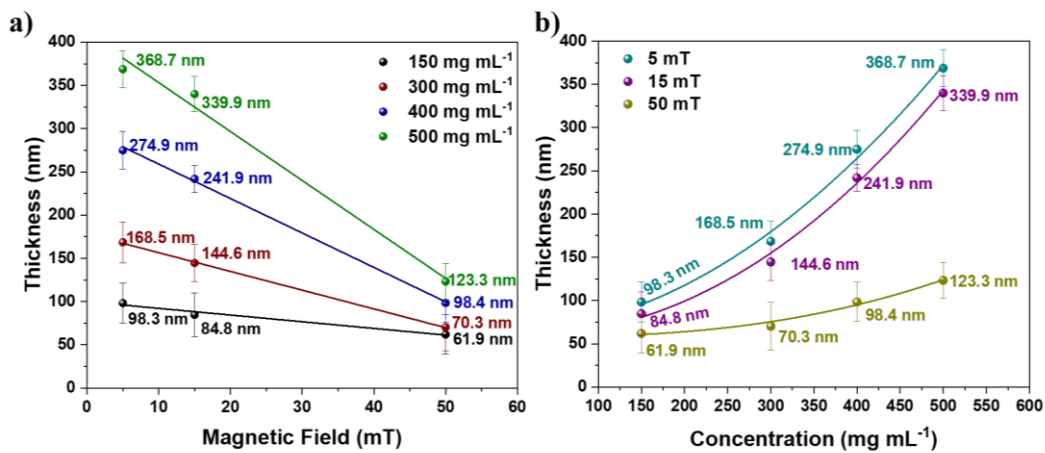 a)
400
350
300
250
200
150
100
50
0
Thickness (nm)
0 10 20 30 40 50 60
Magnetic Field (mT)
150 mg mL⁻¹
300 mg mL⁻¹
400 mg mL⁻¹
500 mg mL⁻¹
368.7 nm
339.9 nm
274.9 nm
241.9 nm
168.5 nm
144.6 nm
98.3 nm
84.8 nm
123.3 nm
98.4 nm
70.3 nm
61.9 nm
b)
400
350
300
250
200
150
100
50
0
Thickness (nm)
100 150 200 250 300 350 400 450 500 550 600
Concentration (mg mL⁻¹)
5 mT
15 mT
50 mT
368.7 nm
339.9 nm
274.9 nm
241.9 nm
168.5 nm
144.6 nm
98.3 nm
84.8 nm
61.9 nm
70.3 nm
98.4 nm
123.3 nm